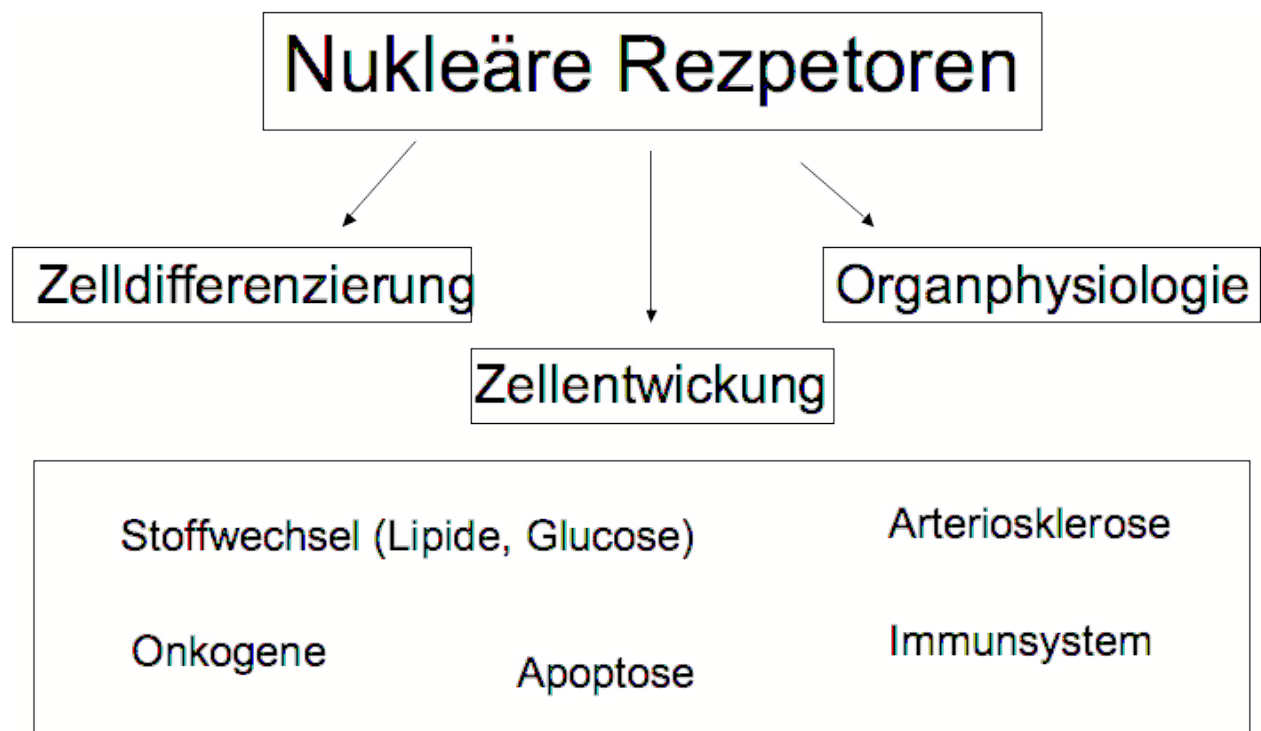 Nukleäre Rezpetoren
Zelldifferenzierung
Organphysiologie
Zellentwickung
Stoffwechsel (Lipide, Glucose)
Arteriosklerose
Onkogene
Apoptose
Immunsystem